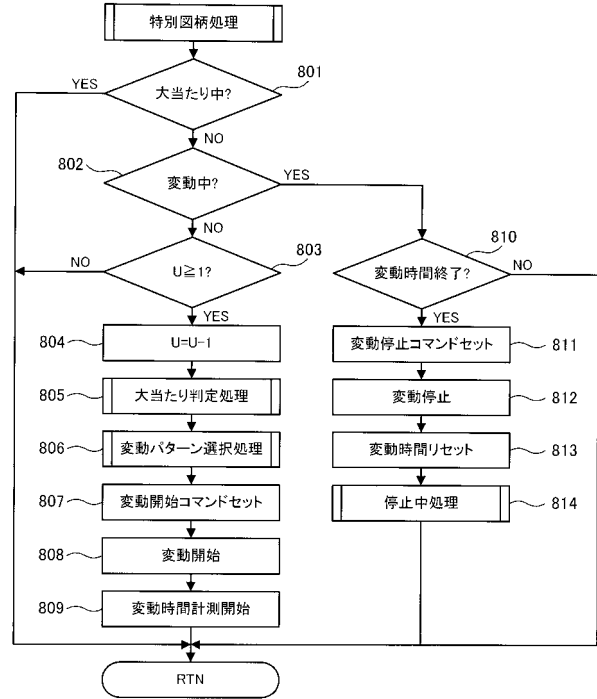 特別図柄処理
801
大当たり中?
YES
NO
802
変動中?
YES
NO
803
U≧1?
NO
YES
810
変動時間終了?
NO
YES
804
U=U-1
805
大当たり判定処理
806
変動パターン選択処理
807
変動開始コマンドセット
808
変動開始
809
変動時間計測開始
変動停止コマンドセット
811
変動停止
812
変動時間リセット
813
停止中処理
814
RTN